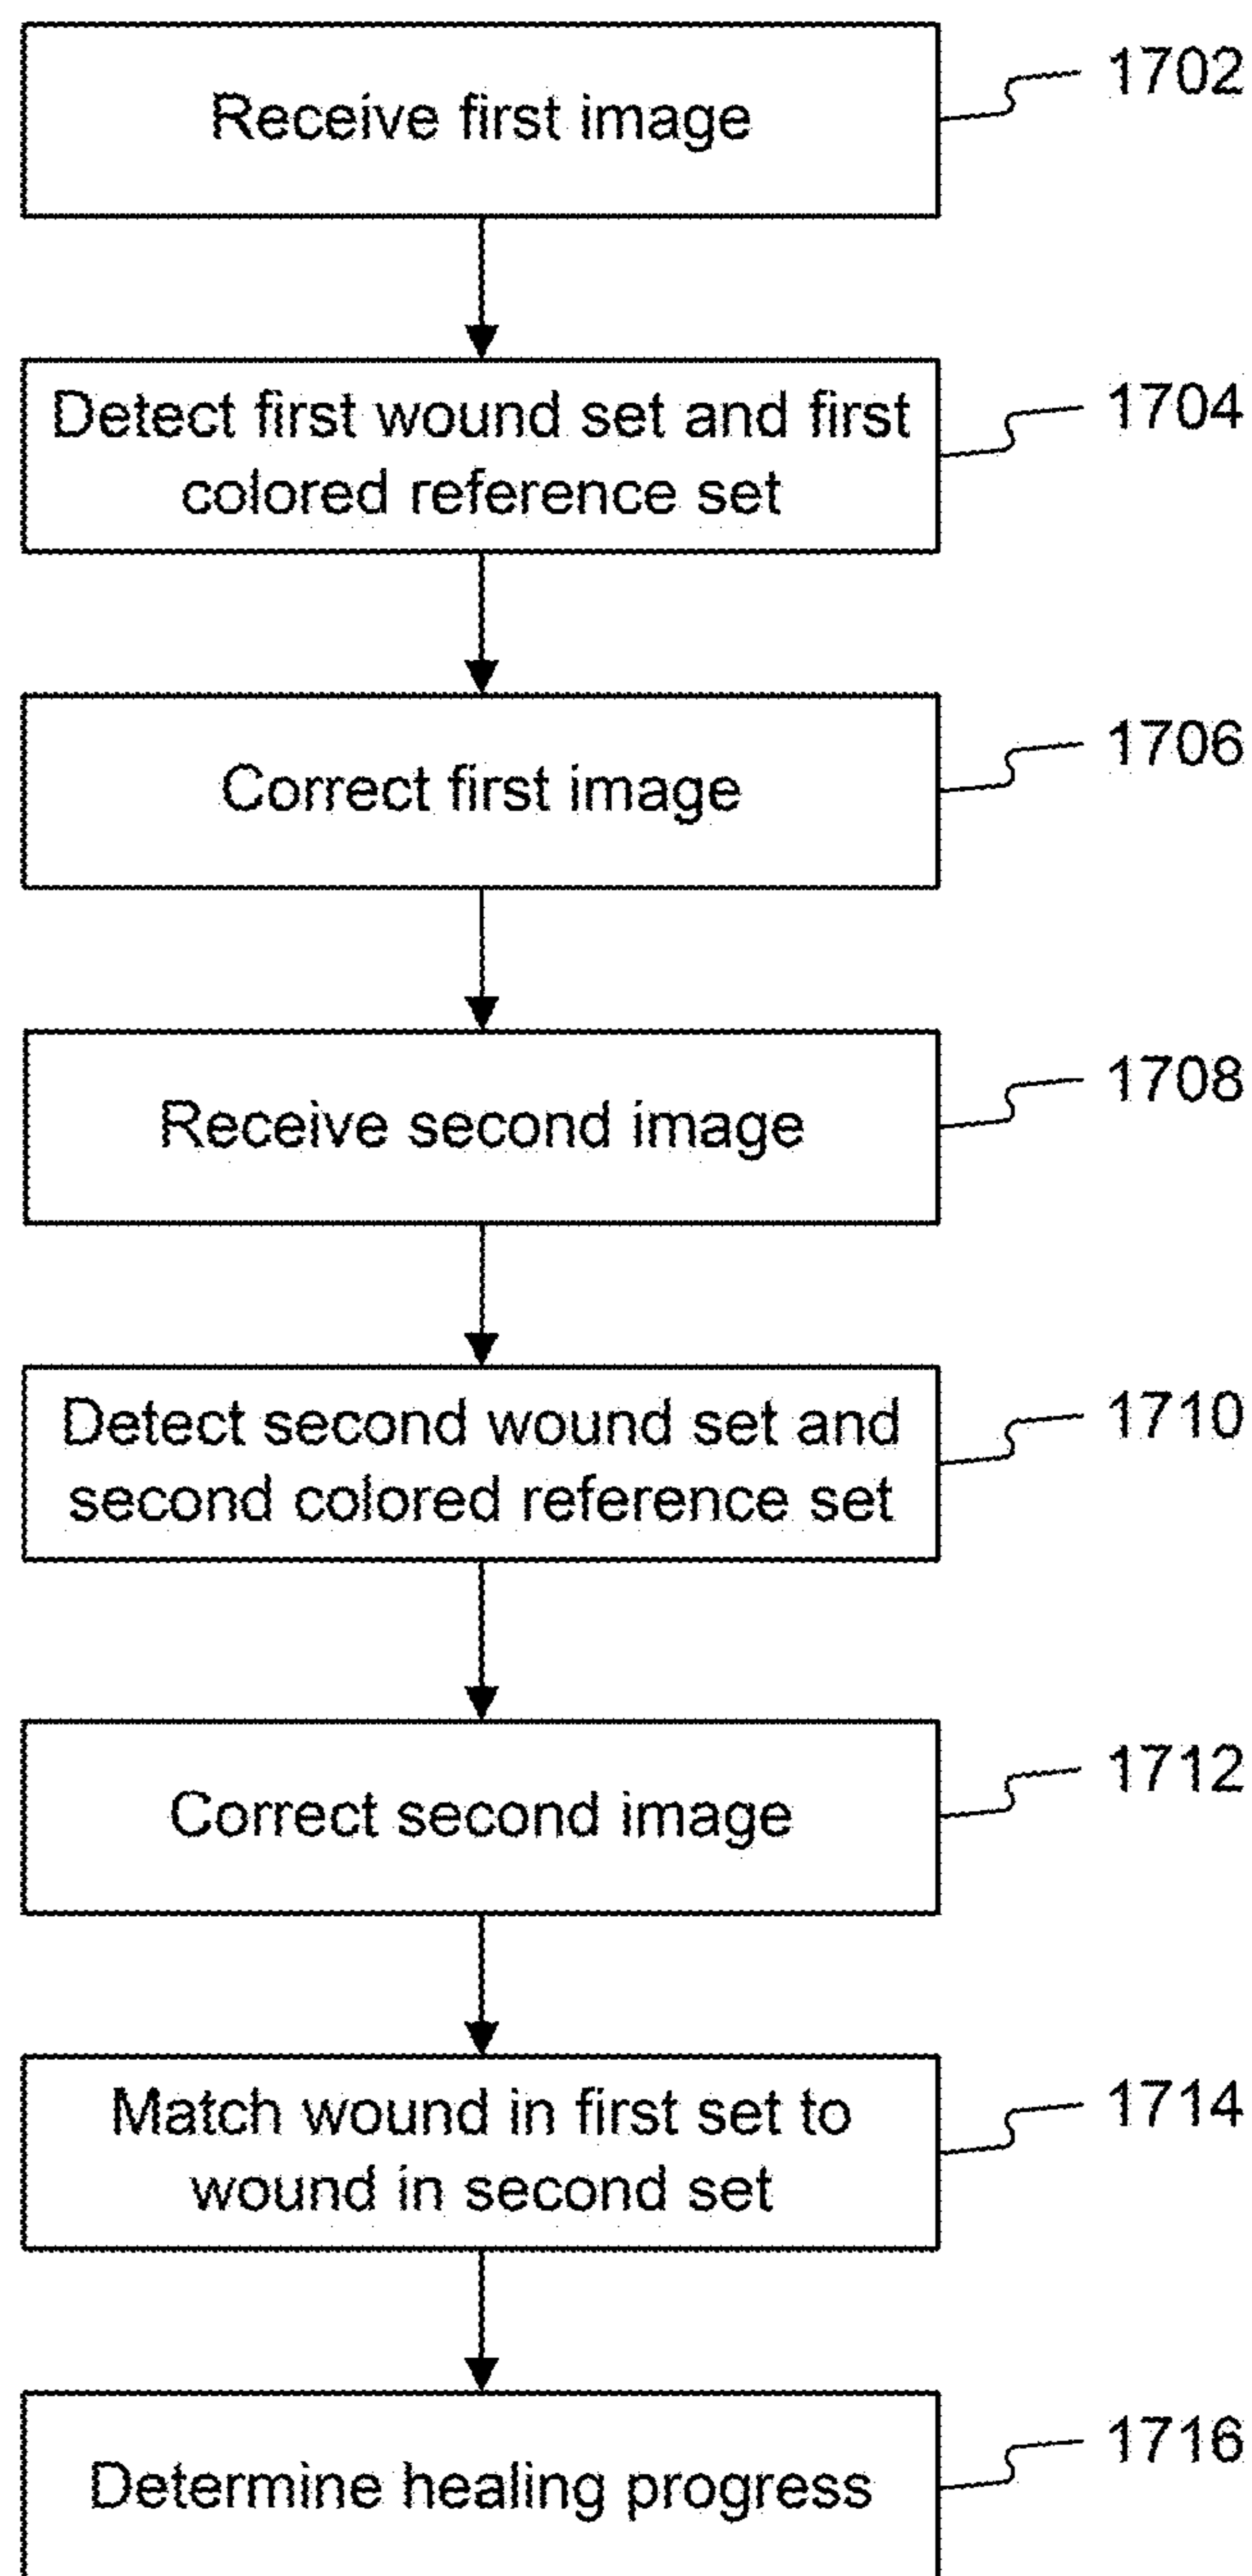 Receive first image
1702
Detect first wound set and first
colored reference set
1704
Correct first image
1706
Receive second image
1708
Detect second wound set and
second colored reference set
1710
Correct second image
1712
Match wound in first set to
wound in second set
1714
Determine healing progress
1716